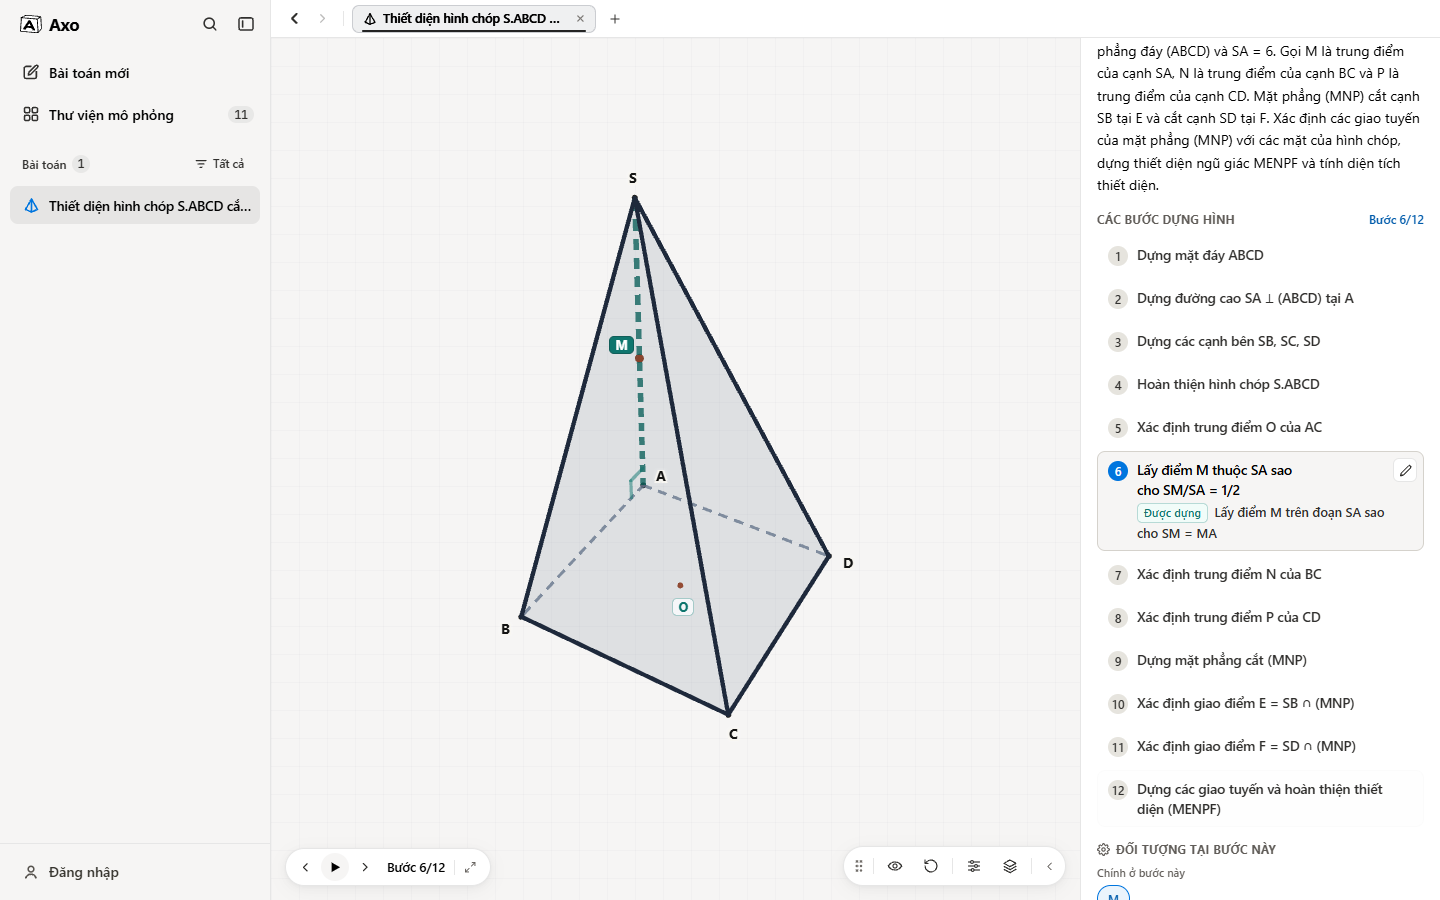 Axo
Bài toán mới
Thư viện mô phỏng
11
Bài toán 1
Tất cả
Thiết diện hình chóp S.ABCD cắ...
Đăng nhập
Thiết diện hình chóp S.ABCD ...
S
M
A
D
O
B
C
Bước 6/12
phẳng đáy (ABCD) và SA = 6. Gọi M là trung điểm
của cạnh SA, N là trung điểm của cạnh BC và P là
trung điểm của cạnh CD. Mặt phẳng (MNP) cắt cạnh
SB tại E và cắt cạnh SD tại F. Xác định các giao tuyến
của mặt phẳng (MNP) với các mặt của hình chóp,
dựng thiết diện ngũ giác MENPF và tính diện tích
thiết diện.
CÁC BƯỚC DỰNG HÌNH
Bước 6/12
1 Dựng mặt đáy ABCD
2 Dựng đường cao SA ⊥ (ABCD) tại A
3 Dựng các cạnh bên SB, SC, SD
4 Hoàn thiện hình chóp S.ABCD
5 Xác định trung điểm O của AC
6 Lấy điểm M thuộc SA sao
cho SM/SA = 1/2
Được dựng Lấy điểm M trên đoạn SA sao
cho SM = MA
7 Xác định trung điểm N của BC
8 Xác định trung điểm P của CD
9 Dựng mặt phẳng cắt (MNP)
10 Xác định giao điểm E = SB ∩ (MNP)
11 Xác định giao điểm F = SD ∩ (MNP)
12 Dựng các giao tuyến và hoàn thiện thiết
diện (MENPF)
ĐỐI TƯỢNG TẠI BƯỚC NÀY
Chính ở bước này
M